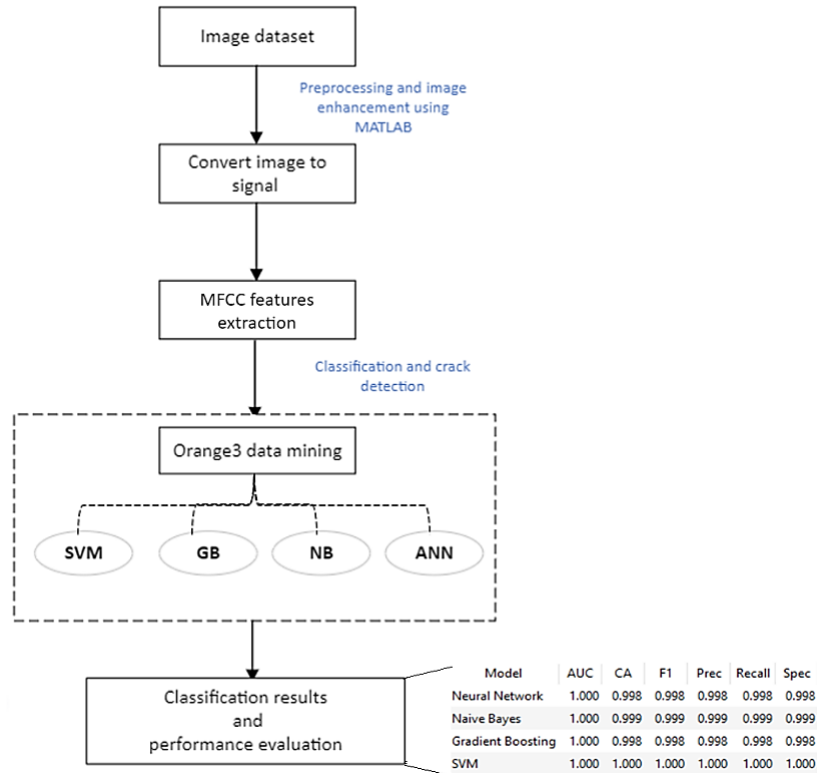 Image dataset
Preprocessing and image
enhancement using
MATLAB
Convert image to
signal
MFCC features
extraction
Classification and crack
detection
Orange3 data mining
SVM GB NB ANN
Classification results
and
performance evaluation
Model AUC CA F1 Prec Recall Spec
Neural Network 1.000 0.998 0.998 0.998 0.998 0.998
Naive Bayes 1.000 0.999 0.999 0.999 0.999 0.999
Gradient Boosting 1.000 0.998 0.998 0.998 0.998 0.998
SVM 1.000 1.000 1.000 1.000 1.000 1.000